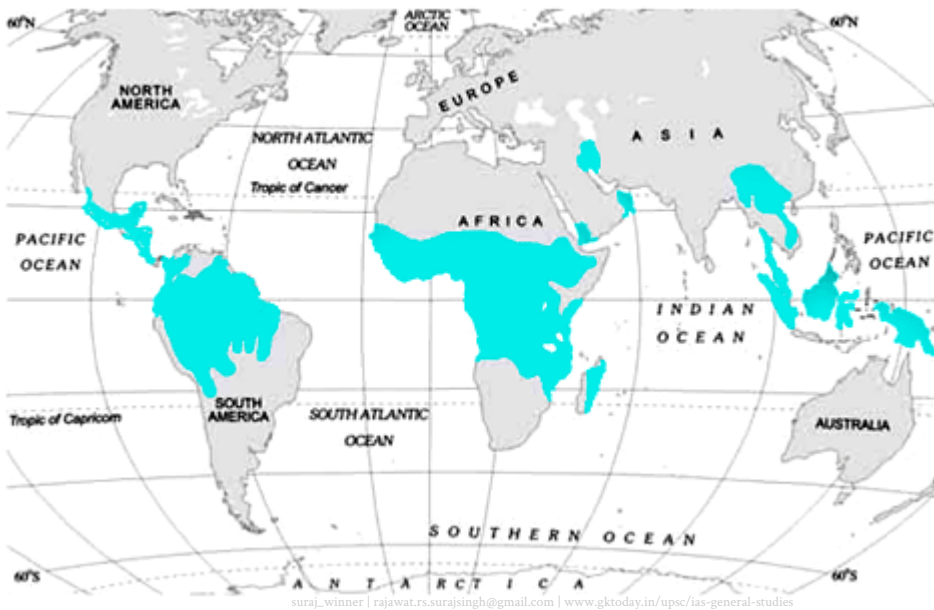 ARCTIC
OCEAN
60°N
60°N
NORTH
AMERICA
EUROPE
ASIA
NORTH ATLANTIC
OCEAN
Tropic of Cancer
AFRICA
PACIFIC
OCEAN
PACIFIC
OCEAN
INDIAN
OCEAN
SOUTH
AMERICA
Tropic of Capricorn
SOUTH ATLANTIC
OCEAN
AUSTRALIA
SOUTHERN OCEAN
60°S
60°S
ANTARCTICA
suraj_winner | rajawat.rs.surajsingh@gmail.com | www.gktoday.in/upsc/ias-general-studies